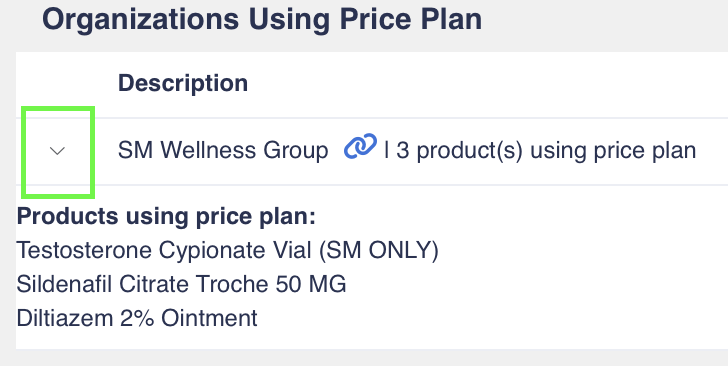 Organizations Using Price Plan
Description
SM Wellness Group | 3 product(s) using price plan
Products using price plan:
Testosterone Cypionate Vial (SM ONLY)
Sildenafil Citrate Troche 50 MG
Diltiazem 2% Ointment